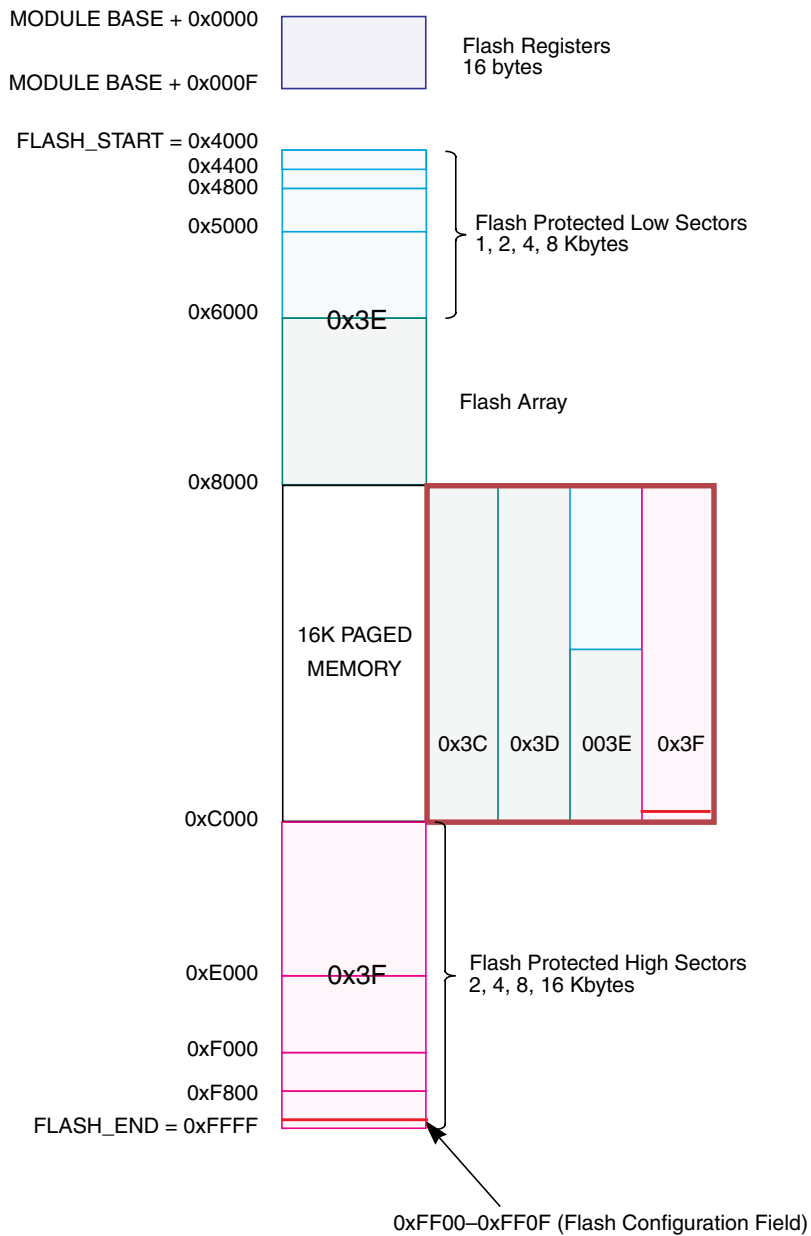 MODULE BASE + 0x0000
Flash Registers
16 bytes
MODULE BASE + 0x000F
FLASH_START = 0x4000
0x4400
0x4800
Flash Protected Low Sectors
1, 2, 4, 8 Kbytes
0x5000
0x6000
0x3E
Flash Array
0x8000
16K PAGED
MEMORY
0x3C
0x3D
003E
0x3F
0xC000
Flash Protected High Sectors
2, 4, 8, 16 Kbytes
0xE000
0x3F
0xF000
0xF800
FLASH_END = 0xFFFF
0xFF00–0xFF0F (Flash Configuration Field)